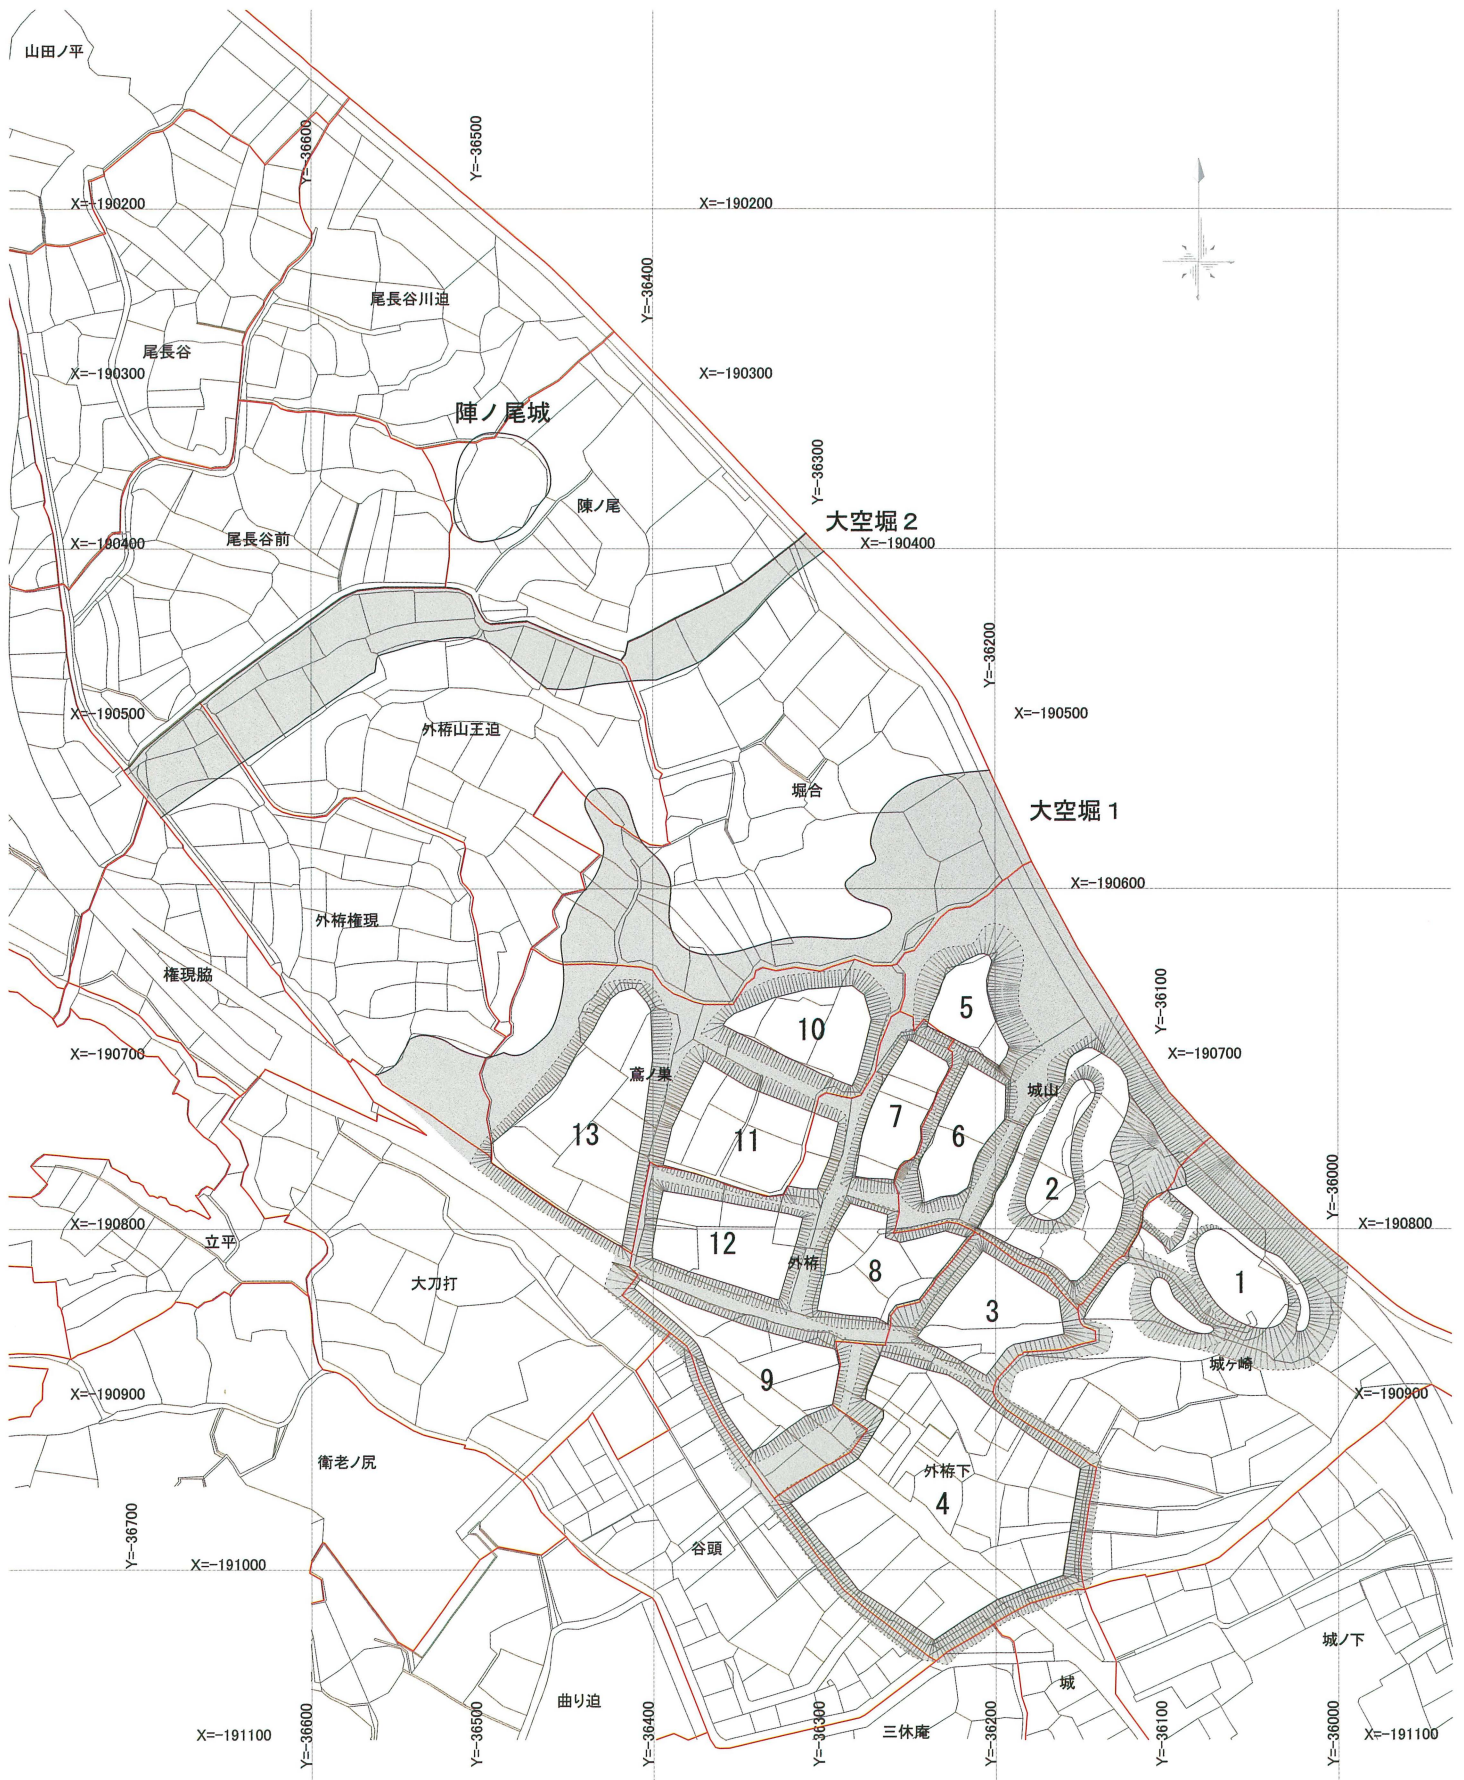 山田ノ平
Y=-36600
Y=-36500
X=-190200
X=-190200
Y=-36400
尾長谷川迫
尾長谷
X=-190300
X=-190300
陣ノ尾城
Y=-36300
陳ノ尾
大空堀2
尾長谷前
X=-190400
X=-190400
Y=-36200
X=-190500
X=-190500
外栫山王迫
堀合
大空堀1
X=-190600
外栫権現
権現脇
Y=-36100
5
10
X=-190700
X=-190700
鳶ノ巣
城山
7
13
11
6
2
Y=-36000
X=-190800
X=-190800
立平
12
外栫
8
大刀打
1
3
城ヶ崎
9
X=-190900
X=-190900
衛老ノ尻
外栫下
4
Y=-36700
谷頭
X=-191000
城ノ下
城
曲り迫
三休庵
X=-191100
Y=-36600
Y=-36500
Y=-36400
Y=-36300
Y=-36200
Y=-36100
Y=-36000
X=-191100